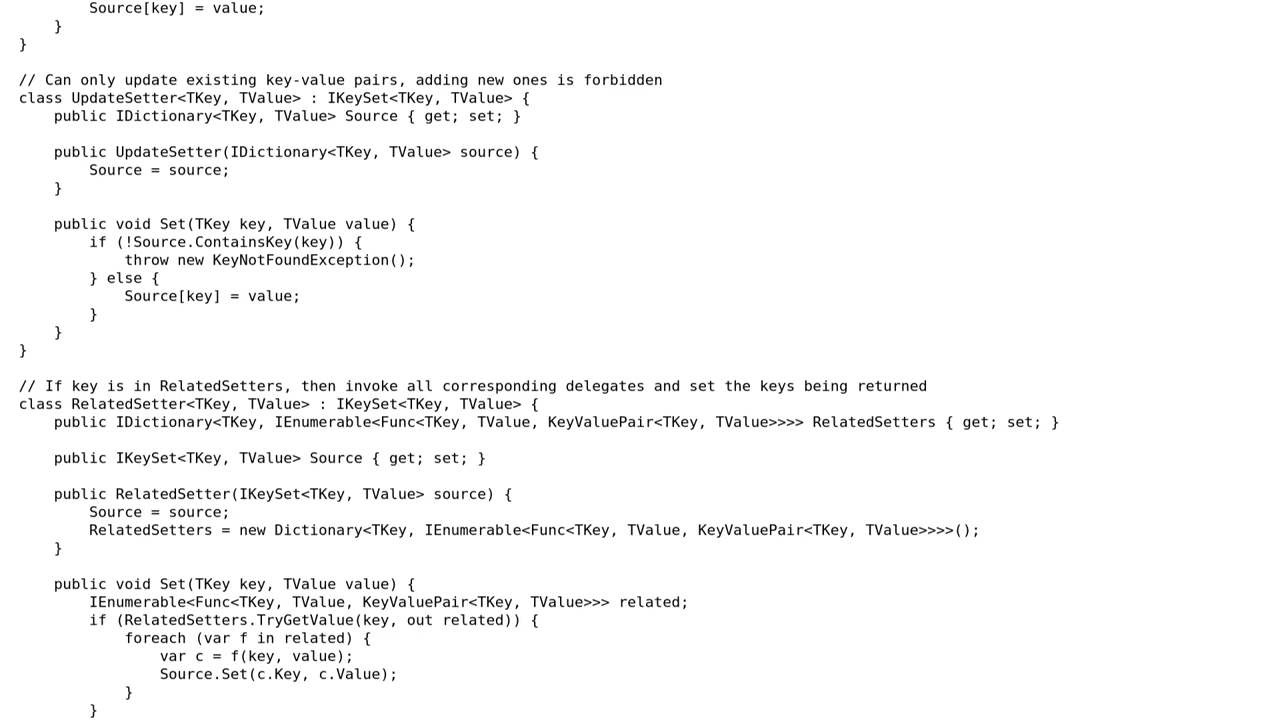 Source[key] = value;
    }
}

// Can only update existing key-value pairs, adding new ones is forbidden
class UpdateSetter<TKey, TValue> : IKeySet<TKey, TValue> {
    public IDictionary<TKey, TValue> Source { get; set; }

    public UpdateSetter(IDictionary<TKey, TValue> source) {
        Source = source;
    }

    public void Set(TKey key, TValue value) {
        if (!Source.ContainsKey(key)) {
            throw new KeyNotFoundException();
        } else {
            Source[key] = value;
        }
    }
}

// If key is in RelatedSetters, then invoke all corresponding delegates and set the keys being returned
class RelatedSetter<TKey, TValue> : IKeySet<TKey, TValue> {
    public IDictionary<TKey, IEnumerable<Func<TKey, TValue, KeyValuePair<TKey, TValue>>>> RelatedSetters { get; set; }

    public IKeySet<TKey, TValue> Source { get; set; }

    public RelatedSetter(IKeySet<TKey, TValue> source) {
        Source = source;
        RelatedSetters = new Dictionary<TKey, IEnumerable<Func<TKey, TValue, KeyValuePair<TKey, TValue>>>>();
    }

    public void Set(TKey key, TValue value) {
        IEnumerable<Func<TKey, TValue, KeyValuePair<TKey, TValue>>> related;
        if (RelatedSetters.TryGetValue(key, out related)) {
            foreach (var f in related) {
                var c = f(key, value);
                Source.Set(c.Key, c.Value);
            }
        }